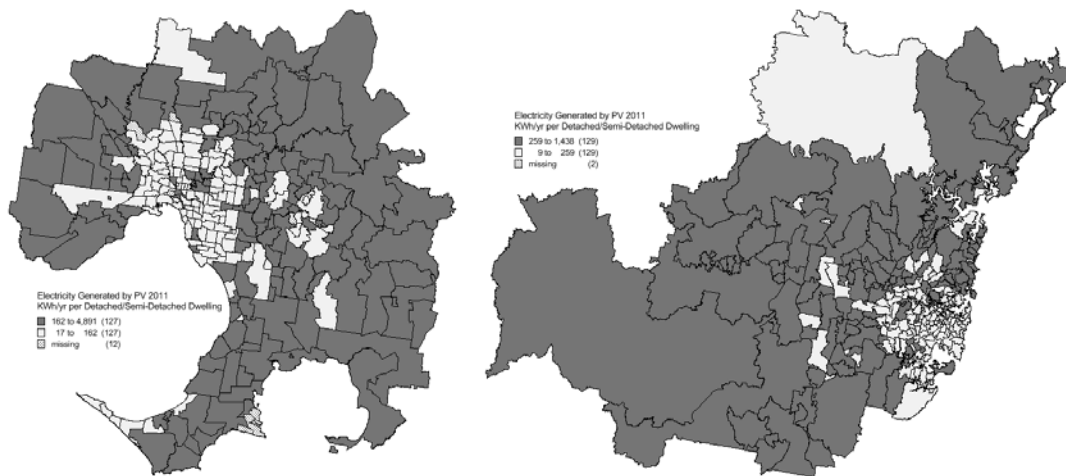 Electricity Generated by PV 2011
KWh/yr per Detached/Semi-Detached Dwelling
162 to 4,891 (127)
17 to 162 (127)
missing (12)
Electricity Generated by PV 2011
KWh/yr per Detached/Semi-Detached Dwelling
259 to 1,438 (129)
9 to 259 (129)
missing (2)